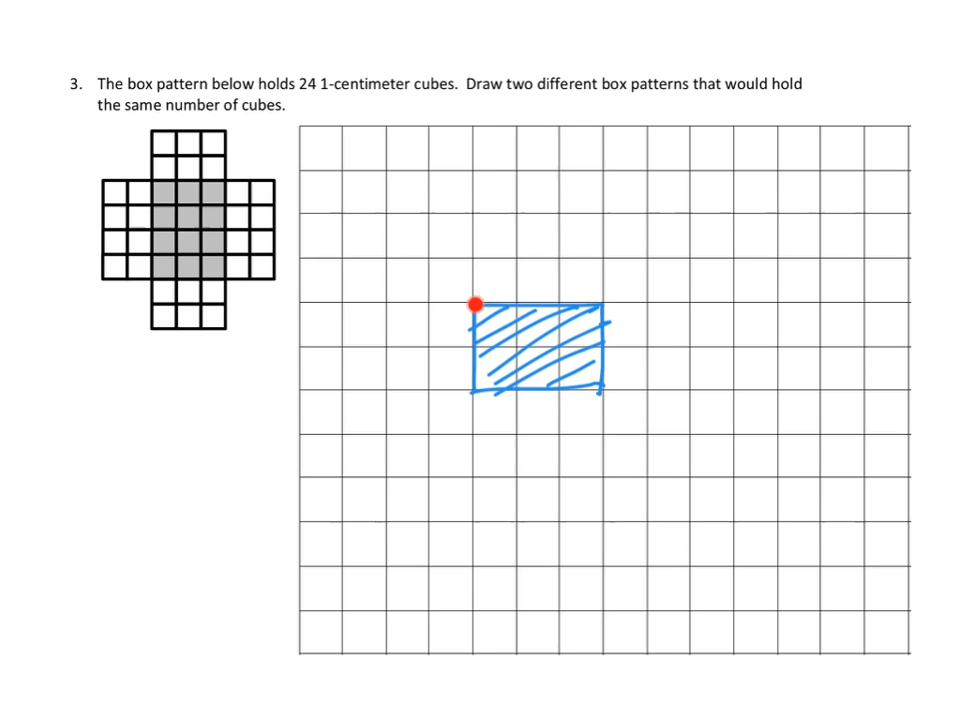 3. The box pattern below holds 24 1-centimeter cubes. Draw two different box patterns that would hold
the same number of cubes.